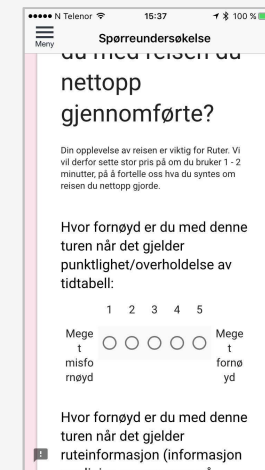 N Telenor 15:37 100 %
Meny
Spørreundersøkelse
du med reisen du
nettopp
gjennomførte?
Din opplevelse av reisen er viktig for Ruter. Vi
vil derfor sette stor pris på om du bruker 1 - 2
minutter, på å fortelle oss hva du syntes om
reisen du nettopp gjorde.
Hvor fornøyd er du med denne
turen når det gjelder
punktlighet/overholdelse av
tidtabell:
1 2 3 4 5
Mege
t
misfo
rnøyd
Mege
t
fornø
yd
Hvor fornøyd er du med denne
turen når det gjelder
ruteinformasjon (informasjon